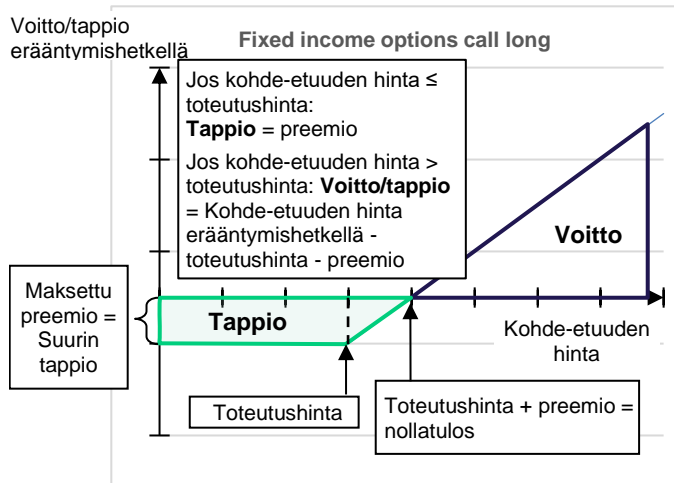 Voitto/tappio
erääntymishetkellä
Fixed income options call long
Jos kohde-etuuden hinta ≤
toteutushinta:
Tappio = preemio
Jos kohde-etuuden hinta >
toteutushinta: Voitto/tappio
= Kohde-etuuden hinta
erääntymishetkellä -
toteutushinta - preemio
Voitto
Maksettu
preemio =
Suurin
tappio
Tappio
Kohde-etuuden
hinta
Toteutushinta
Toteutushinta + preemio =
nollatulos